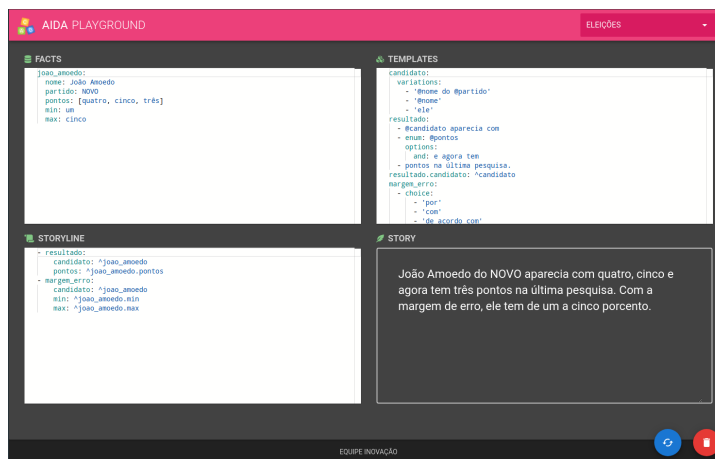 AIDA PLAYGROUND
ELEIÇÕES
FACTS
joao_amoedo:
nome: João Amoedo
partido: NOVO
pontos: [quatro, cinco, três]
min: um
max: cinco
TEMPLATES
candidato:
variations:
- '@nome do @partido'
- '@nome'
- 'ele'
resultado:
- @candidato aparecia com
- enum: @pontos
options:
and: e agora tem
- pontos na última pesquisa.
resultado.candidato: ^candidato
margem_erro:
- choice:
- 'por'
- 'com'
- 'de acordo com'
STORYLINE
- resultado:
candidato: ^joao_amoedo
pontos: ^joao_amoedo.pontos
- margem_erro:
candidato: ^joao_amoedo
min: ^joao_amoedo.min
max: ^joao_amoedo.max
STORY
João Amoedo do NOVO aparecia com quatro, cinco e
agora tem três pontos na última pesquisa. Com a
margem de erro, ele tem de um a cinco porcento.
EQUIPE INOVAÇÃO